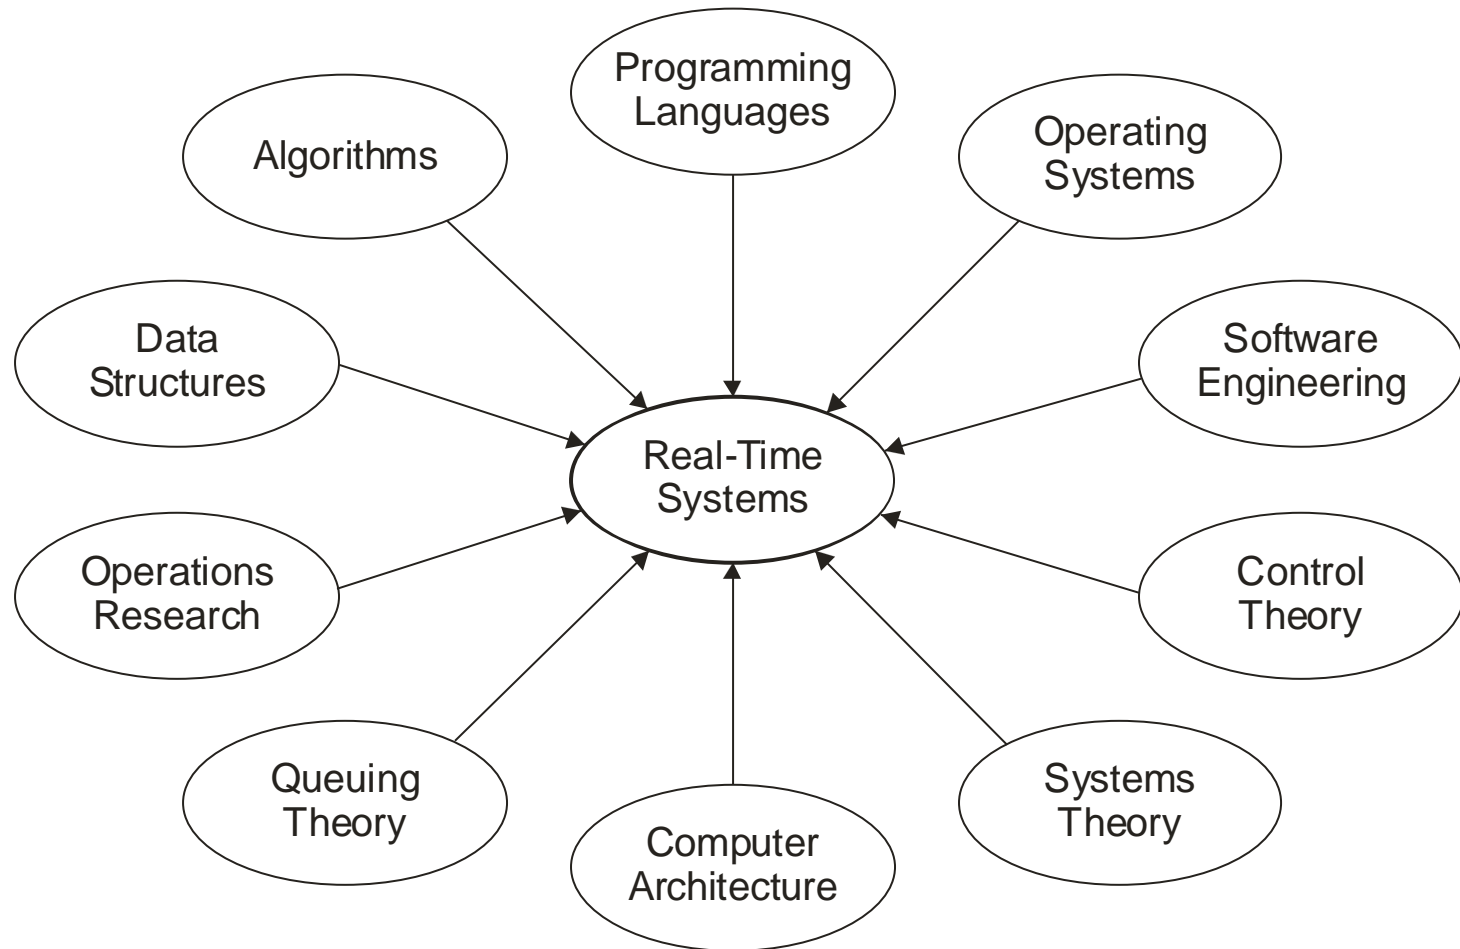 Programming
Languages
Algorithms
Operating
Systems
Data
Structures
Software
Engineering
Real-Time
Systems
Operations
Research
Control
Theory
Queuing
Theory
Systems
Theory
Computer
Architecture